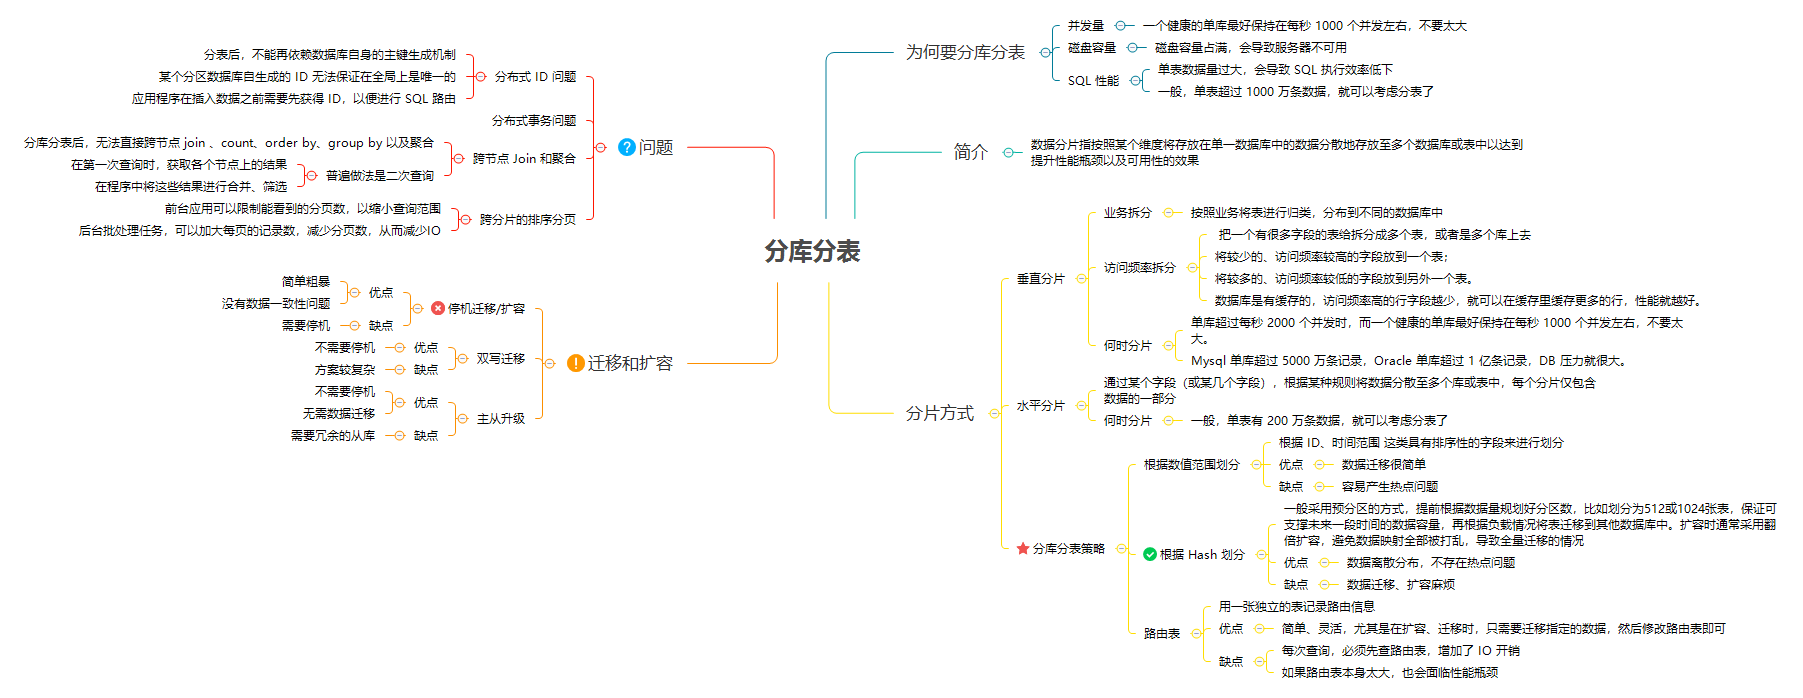 分库分表
为何要分库分表
并发量
一个健康的单库最好保持在每秒 1000 个并发左右，不要太大
磁盘容量
磁盘容量占满，会导致服务器不可用
SQL 性能
单表数据量过大，会导致 SQL 执行效率低下
一般，单表超过 1000 万条数据，就可以考虑分表了
简介
数据分片指按照某个维度将存放在单一数据库中的数据分散地存放至多个数据库或表中以达到
提升性能瓶颈以及可用性的效果
分片方式
垂直分片
业务拆分
按照业务将表进行归类，分布到不同的数据库中
访问频率拆分
把一个有很多字段的表给拆分成多个表，或者是多个库上去
将较少的、访问频率较高的字段放到一个表；
将较多的、访问频率较低的字段放到另外一个表。
数据库是有缓存的，访问频率高的行字段越少，就可以在缓存里缓存更多的行，性能就越好。
何时分片
单库超过每秒 2000 个并发时，而一个健康的单库最好保持在每秒 1000 个并发左右，不要太
大。
Mysql 单库超过 5000 万条记录，Oracle 单库超过 1 亿条记录，DB 压力就很大。
水平分片
通过某个字段（或某几个字段），根据某种规则将数据分散至多个库或表中，每个分片仅包含
数据的一部分
何时分片
一般，单表有 200 万条数据，就可以考虑分表了
分库分表策略
根据数值范围划分
根据 ID、时间范围 这类具有排序性的字段来进行划分
优点
数据迁移很简单
缺点
容易产生热点问题
根据 Hash 划分
一般采用预分区的方式，提前根据数据量规划好分区数，比如划分为512或1024张表，保证可
支撑未来一段时间的数据容量，再根据负载情况将表迁移到其他数据库中。扩容时通常采用翻
倍扩容，避免数据映射全部被打乱，导致全量迁移的情况
优点
数据离散分布，不存在热点问题
缺点
数据迁移、扩容麻烦
路由表
用一张独立的表记录路由信息
优点
简单、灵活，尤其是在扩容、迁移时，只需要迁移指定的数据，然后修改路由表即可
缺点
每次查询，必须先查路由表，增加了 IO 开销
如果路由表本身太大，也会面临性能瓶颈
问题
分布式 ID 问题
分表后，不能再依赖数据库自身的主键生成机制
某个分区数据库自生成的 ID 无法保证在全局上是唯一的
应用程序在插入数据之前需要先获得 ID，以便进行 SQL 路由
分布式事务问题
跨节点 Join 和聚合
分库分表后，无法直接跨节点 join 、count、order by、group by 以及聚合
普遍做法是二次查询
在第一次查询时，获取各个节点上的结果
在程序中将这些结果进行合并、筛选
跨分片的排序分页
前台应用可以限制能看到的分页数，以缩小查询范围
后台批处理任务，可以加大每页的记录数，减少分页数，从而减少IO
迁移和扩容
停机迁移/扩容
优点
简单粗暴
没有数据一致性问题
缺点
需要停机
双写迁移
优点
不需要停机
缺点
方案较复杂
主从升级
优点
不需要停机
无需数据迁移
缺点
需要冗余的从库